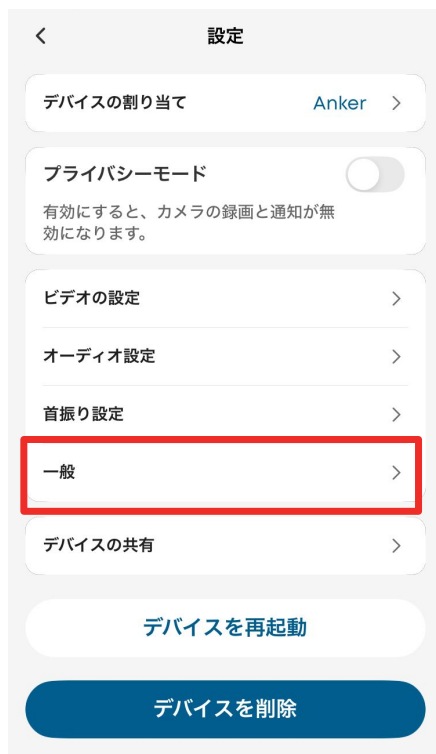 設定
デバイスの割り当て Anker
プライバシーモード
有効にすると、カメラの録画と通知が無
効になります。
ビデオの設定
オーディオ設定
首振り設定
一般
デバイスの共有
デバイスを再起動
デバイスを削除